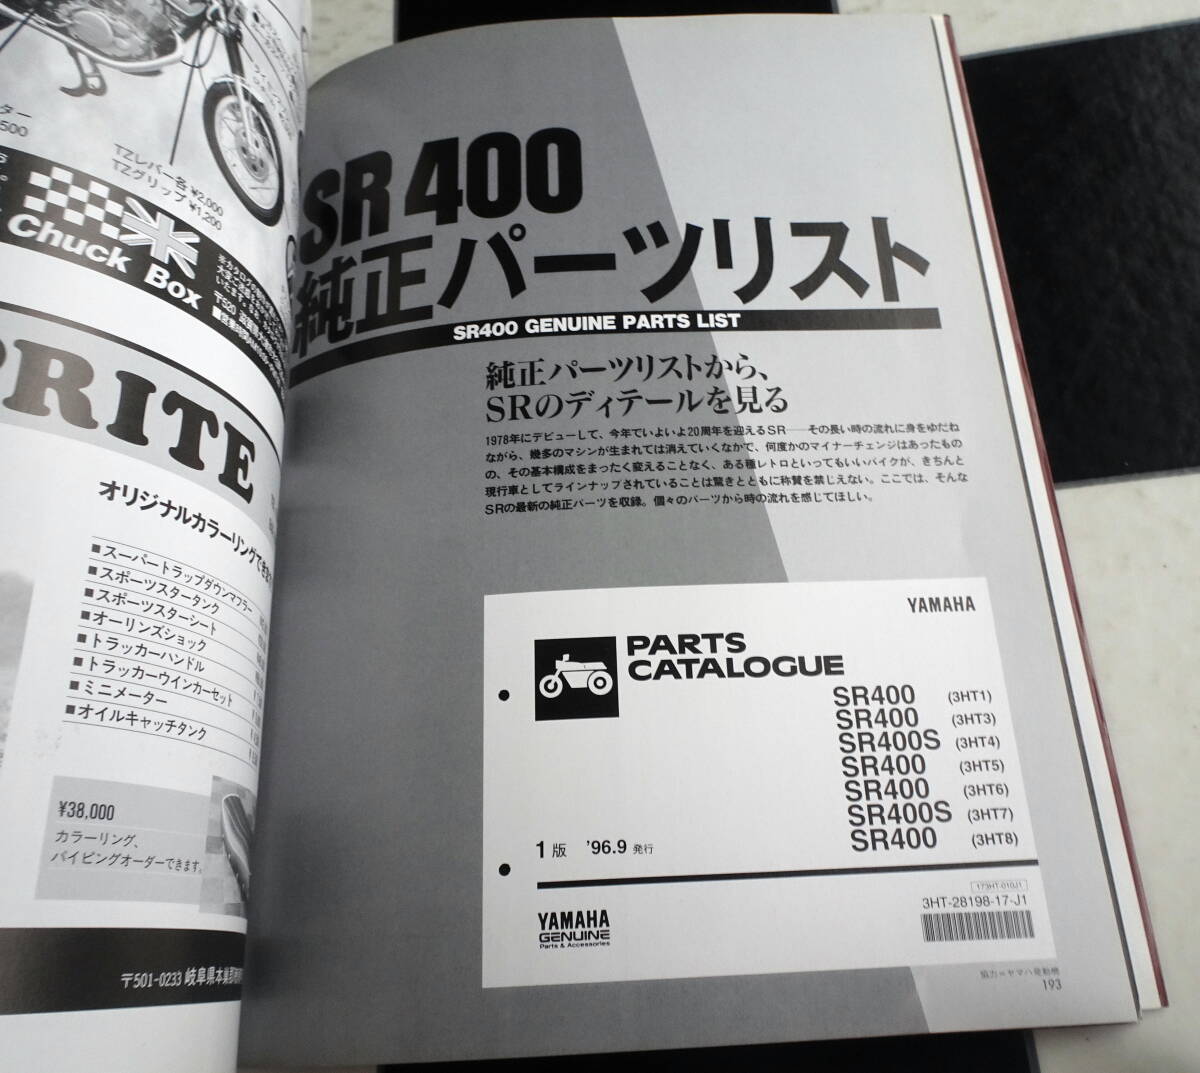 500
TZレバー各 ¥2,000
TZグリップ ¥1,200
Chuck Box
〒520
RITE
オリジナルカラーリングでき
■スーパートラップダウンマフラー
■スポーツスタータンク
■スポーツスターシート
■オーリンズショック
■トラッカーハンドル
■トラッカーウインカーセット
■ミニメーター
■オイルキャッチタンク
¥38,000
カラーリング、
パイピングオーダーできます。
〒501-0233 岐阜県本巣郡
SR400
純正パーツリスト
SR400 GENUINE PARTS LIST
純正パーツリストから、
SRのディテールを見る
1978年にデビューして、今年でいよいよ20周年を迎えるSR──その長い時の流れに身をゆだね
ながら、幾多のマシンが生まれては消えていくなかで、何度かのマイナーチェンジはあったもの
の、その基本構成をまったく変えることなく、ある種レトロといってもいいバイクが、きちんと
現行車としてラインナップされていることは驚きとともに称賛を禁じえない。ここでは、そんな
SRの最新の純正パーツを収録。個々のパーツから時の流れを感じてほしい。
YAMAHA
PARTS
CATALOGUE
SR400 (3HT1)
SR400 (3HT3)
SR400S (3HT4)
SR400 (3HT5)
SR400 (3HT6)
SR400S (3HT7)
SR400 (3HT8)
1版 '96.9 発行
173HT-010J1
3HT-28198-17-J1
YAMAHA
GENUINE
Parts & Accessories
協力=ヤマハ発動機
193